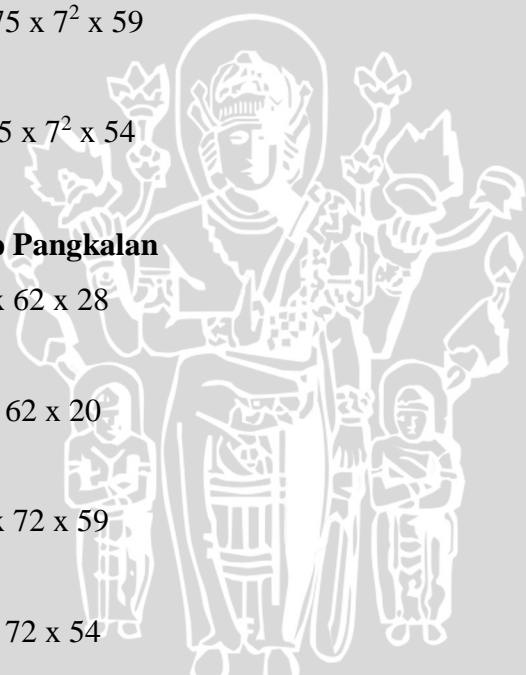 75 x 7² x 59
5 x 7² x 54
Pangkalan
x 62 x 28
62 x 20
x 72 x 59
72 x 54